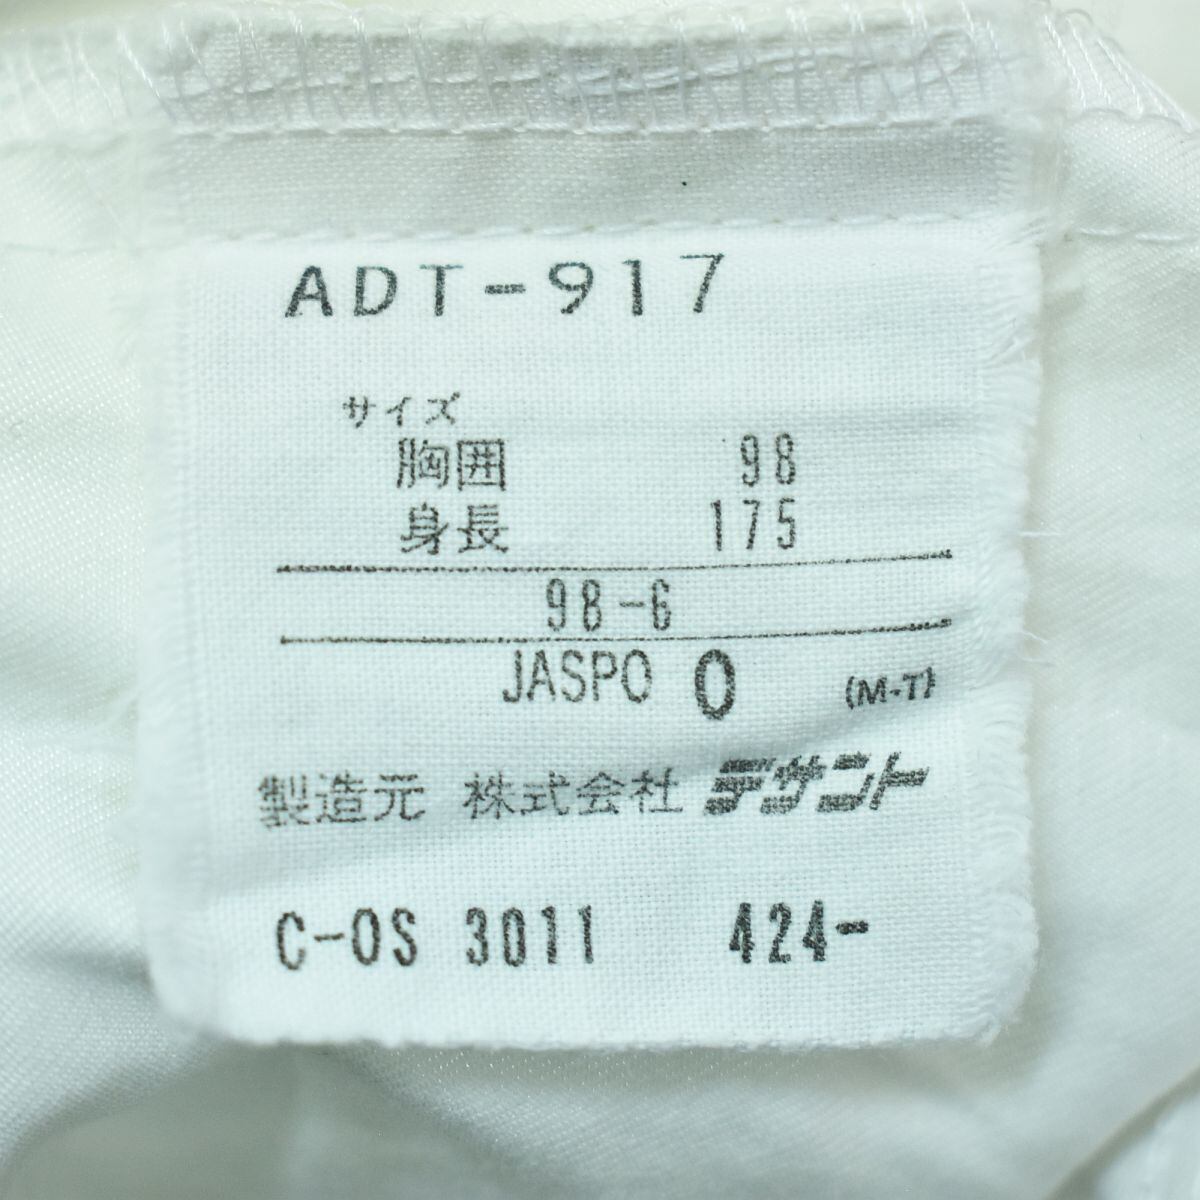 ADT-917
サイズ
胸囲 98
身長 175
98-6
JASPO O (M-T)
製造元 株式会社 デサント
C-OS 3011 424-